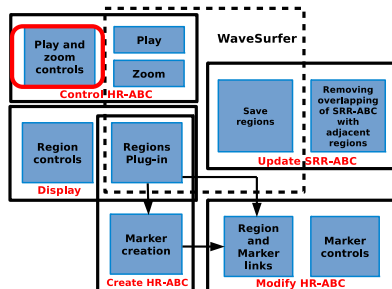 Play and
zoom
controls
Play
Zoom
WaveSurfer
Control HR-ABC
Save
regions
Removing
overlapping
of SRR-ABC
with
adjacent
regions
Update SRR-ABC
Region
controls
Regions
Plug-in
Display
Marker
creation
Create HR-ABC
Region
and
Marker
links
Marker
controls
Modify HR-ABC